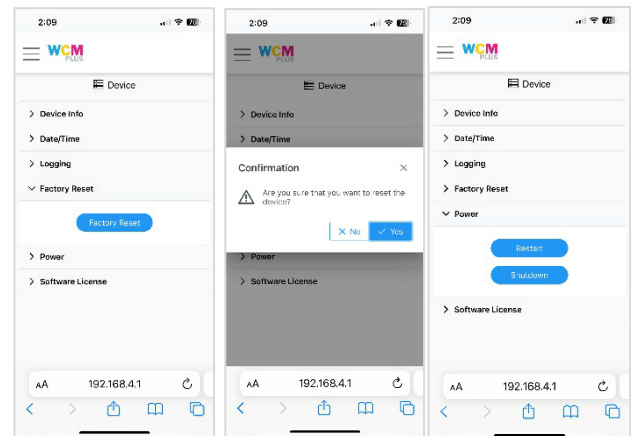 2:09
78
WCM
PLUS
Device
Device Info
Date/Time
Logging
Factory Reset
Factory Reset
Power
Software License
AA 192.168.4.1
2:09
78
WCM
PLUS
Device
Device Info
Date/Time
Confirmation
Are you sure that you want to reset the
device?
No Yes
Power
Software License
AA 192.168.4.1
2:09
78
WCM
PLUS
Device
Device Info
Date/Time
Logging
Factory Reset
Power
Restart
Shutdown
Software License
AA 192.168.4.1